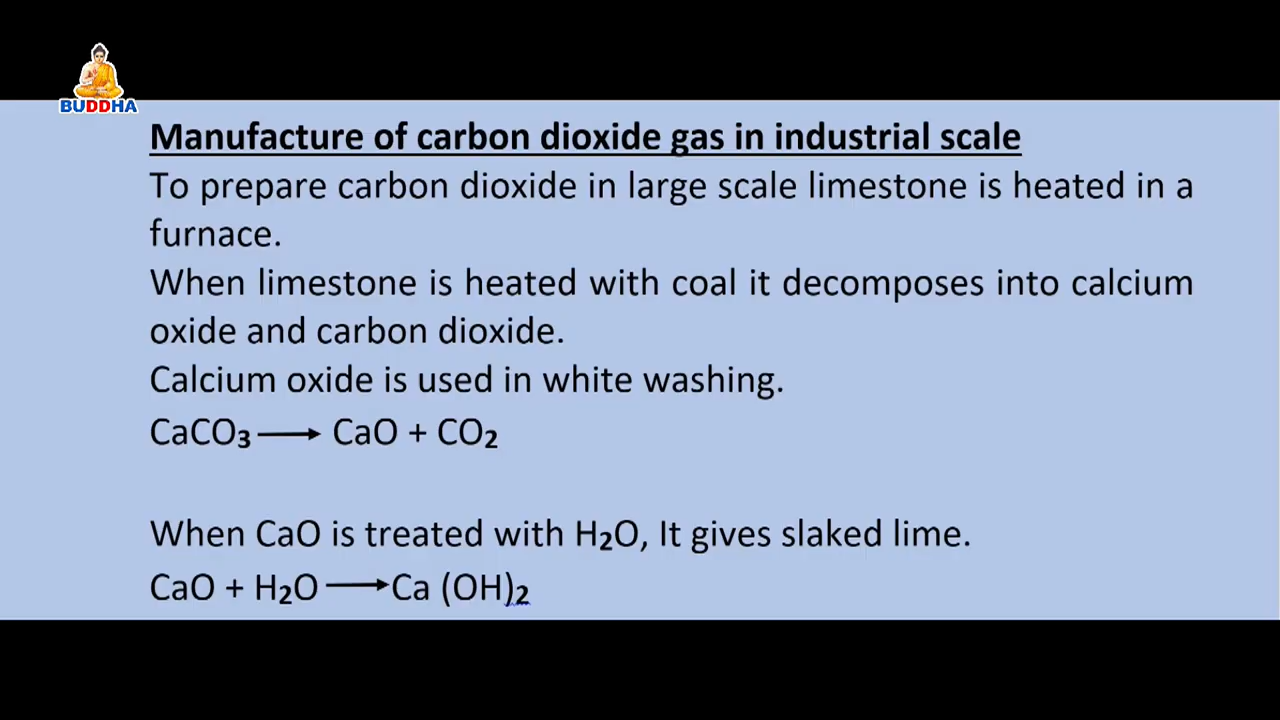 BUDDHA
Manufacture of carbon dioxide gas in industrial scale
To prepare carbon dioxide in large scale limestone is heated in a
furnace.
When limestone is heated with coal it decomposes into calcium
oxide and carbon dioxide.
Calcium oxide is used in white washing.
CaCO₃ ⟶ CaO + CO₂
When CaO is treated with H₂O, It gives slaked lime.
CaO + H₂O ⟶ Ca (OH)₂